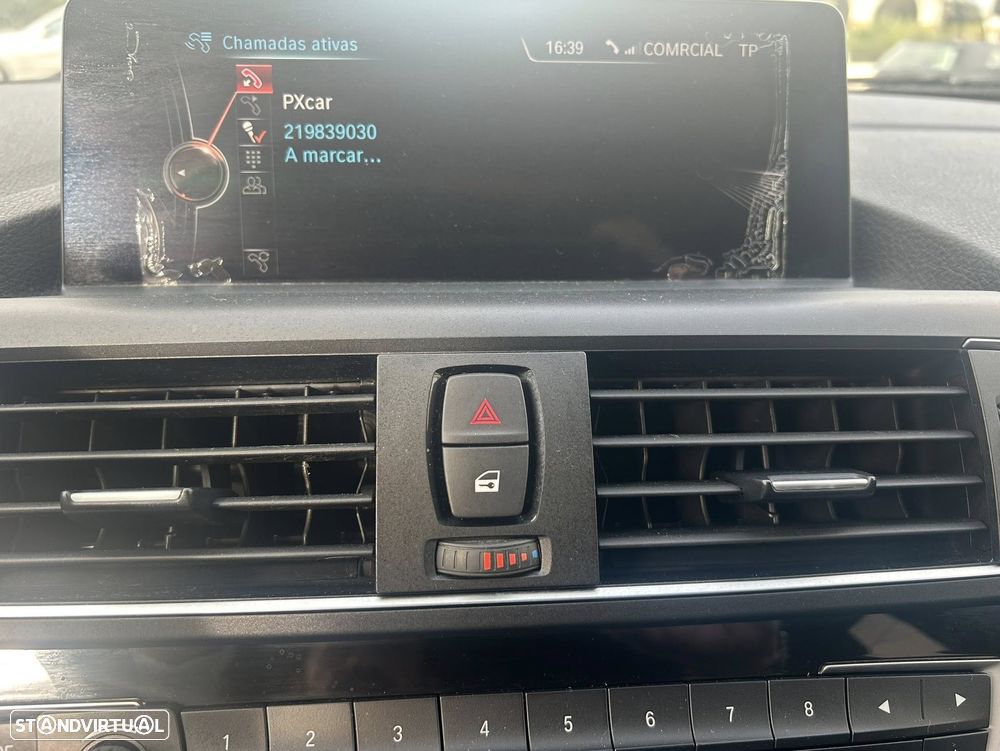 Chamadas ativas
16:39 COMRCIAL TP
PXcar
219839030
A marcar...
1 2 3 4 5 6 7 8
STANDVIRTUAL